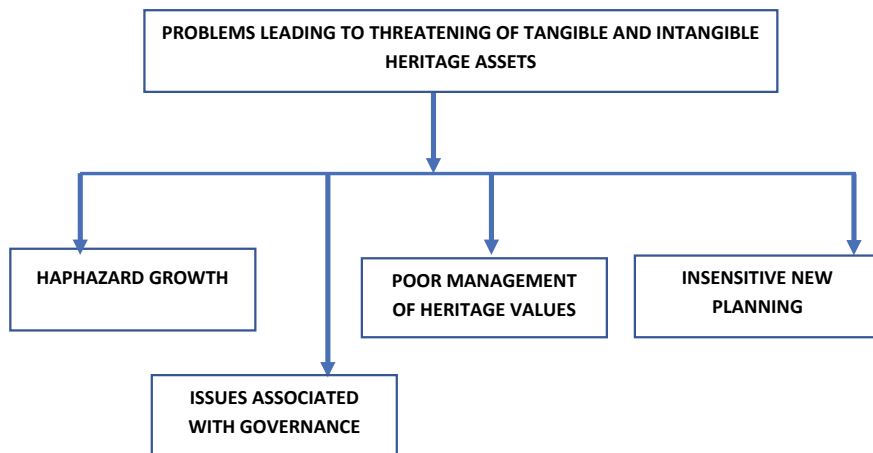 PROBLEMS LEADING TO THREATENING OF TANGIBLE AND INTANGIBLE
HERITAGE ASSETS
HAPHAZARD GROWTH
POOR MANAGEMENT
OF HERITAGE VALUES
INSENSITIVE NEW
PLANNING
ISSUES ASSOCIATED
WITH GOVERNANCE